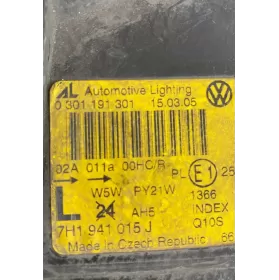 AL Automotive Lighting
0 301 191 301 15.03.05
02A 011a 00HC/R PL E1 25
W5W PY21W 1366
L 24 AH5 INDEX
7H1 941 015 J Q10S
Made in Czech Republic 66